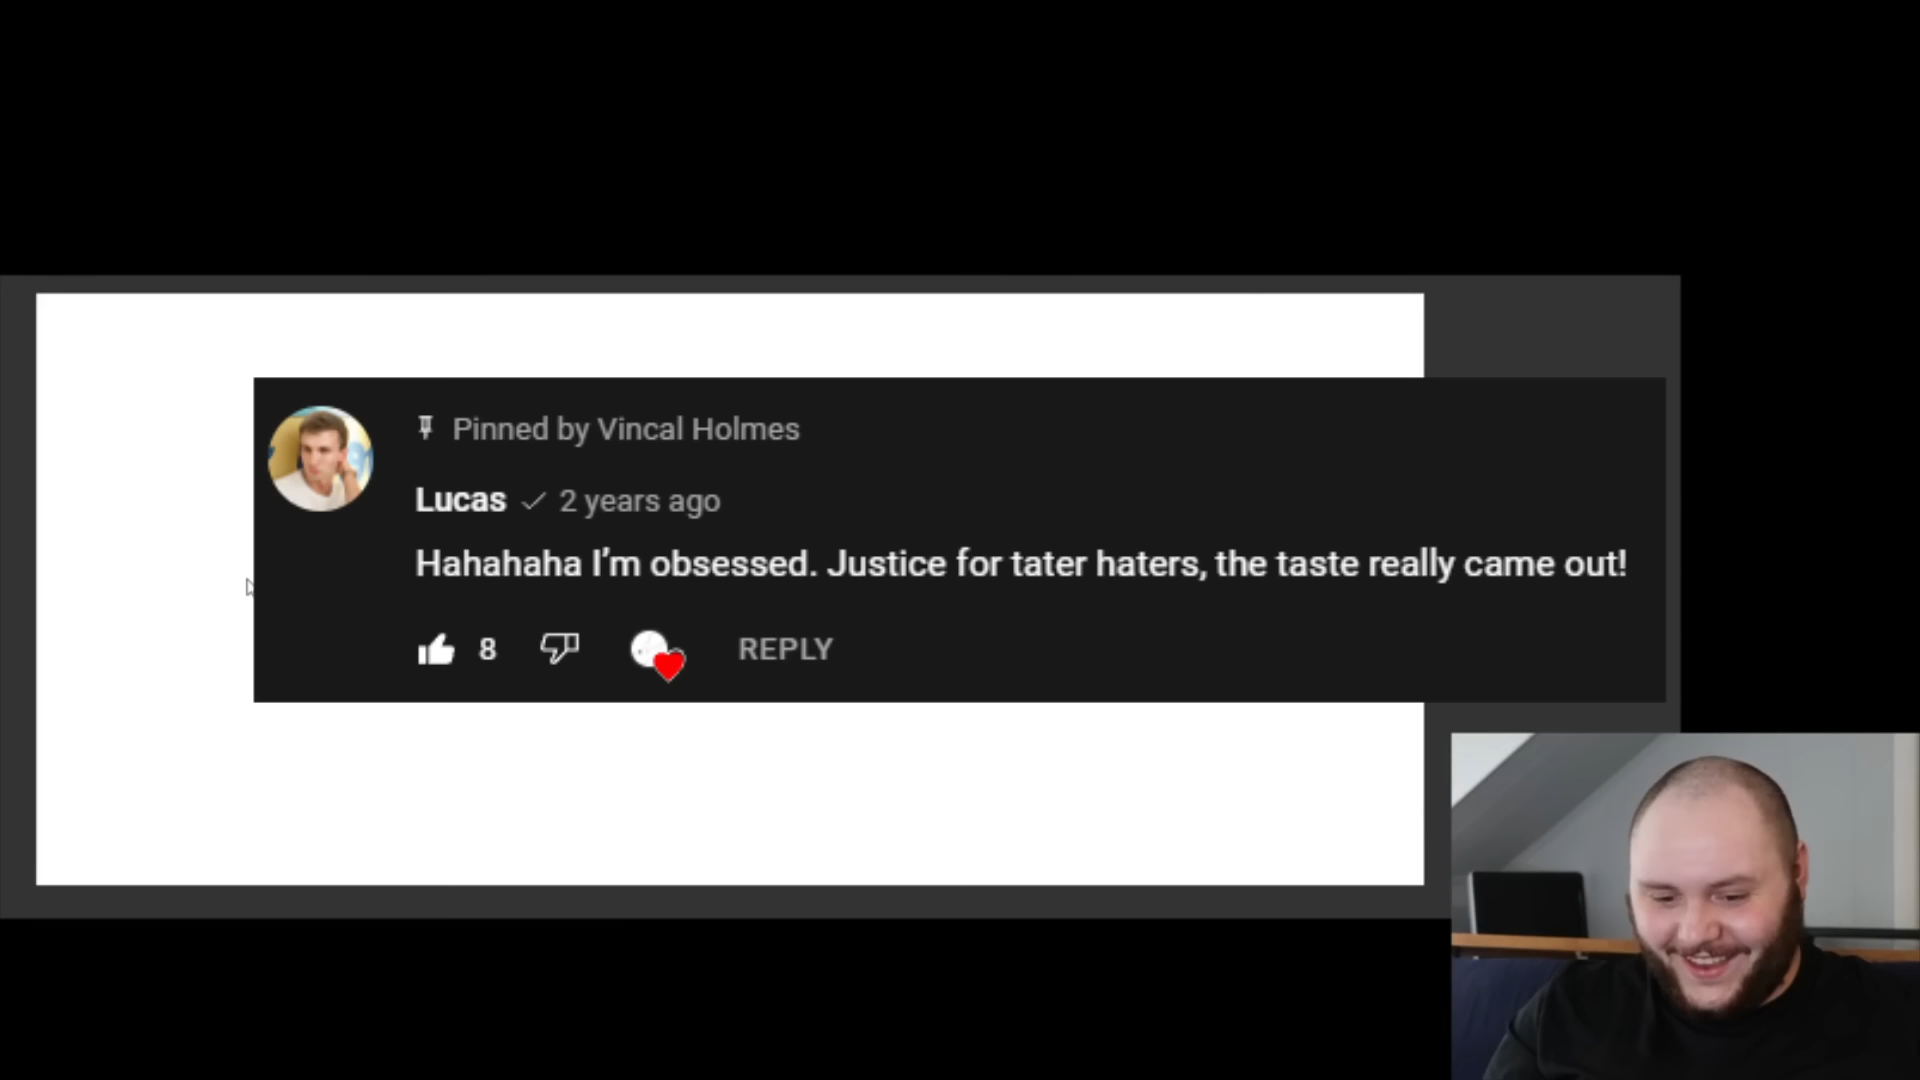 Pinned by Vincal Holmes
Lucas 2 years ago
Hahahaha I’m obsessed. Justice for tater haters, the taste really came out!
8 REPLY